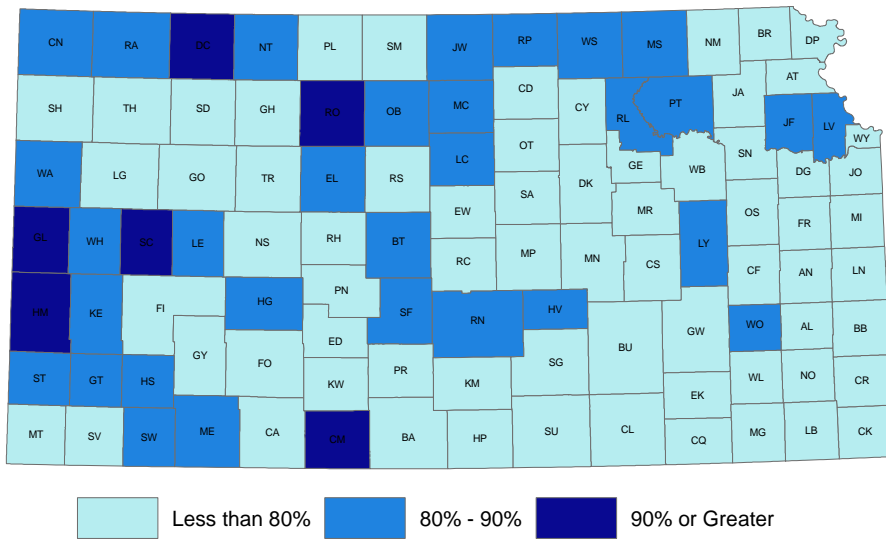 CN RA DC NT PL SM JW RP WS MS NM BR DP
SH TH SD GH RO OB MC CD CY RL PT JA AT JF LV WY
WA LG GO TR EL RS LC OT DK GE WB SN DG JO
GL WH SC LE NS RH BT EW SA MR LY OS FR MI
HM KE FI HG PN SF RC MP MN CS CF AN LN
GY FO ED RN HV BU GW WO AL BB
ST GT HS KW PR KM SG EK WL NO CR
MT SV SW ME CA CM BA HP SU CL CQ MG LB CK
Less than 80% 80% - 90% 90% or Greater